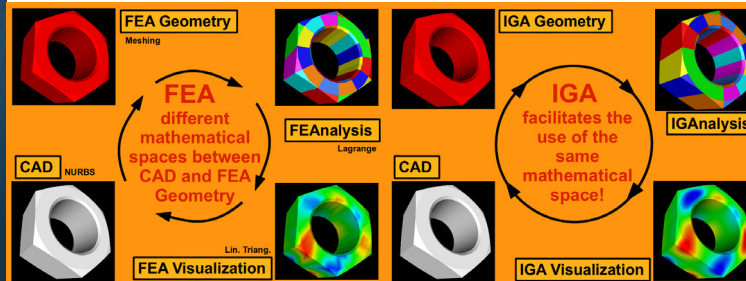 FEA Geometry
Meshing
FEA
different
mathematical
spaces between
CAD and FEA
Geometry
FEAnalysis
Lagrange
CAD
NURBS
Lin. Triang.
FEA Visualization
IGA Geometry
IGA
facilitates the
use of the
same
mathematical
space!
IGAnalysis
CAD
IGA Visualization